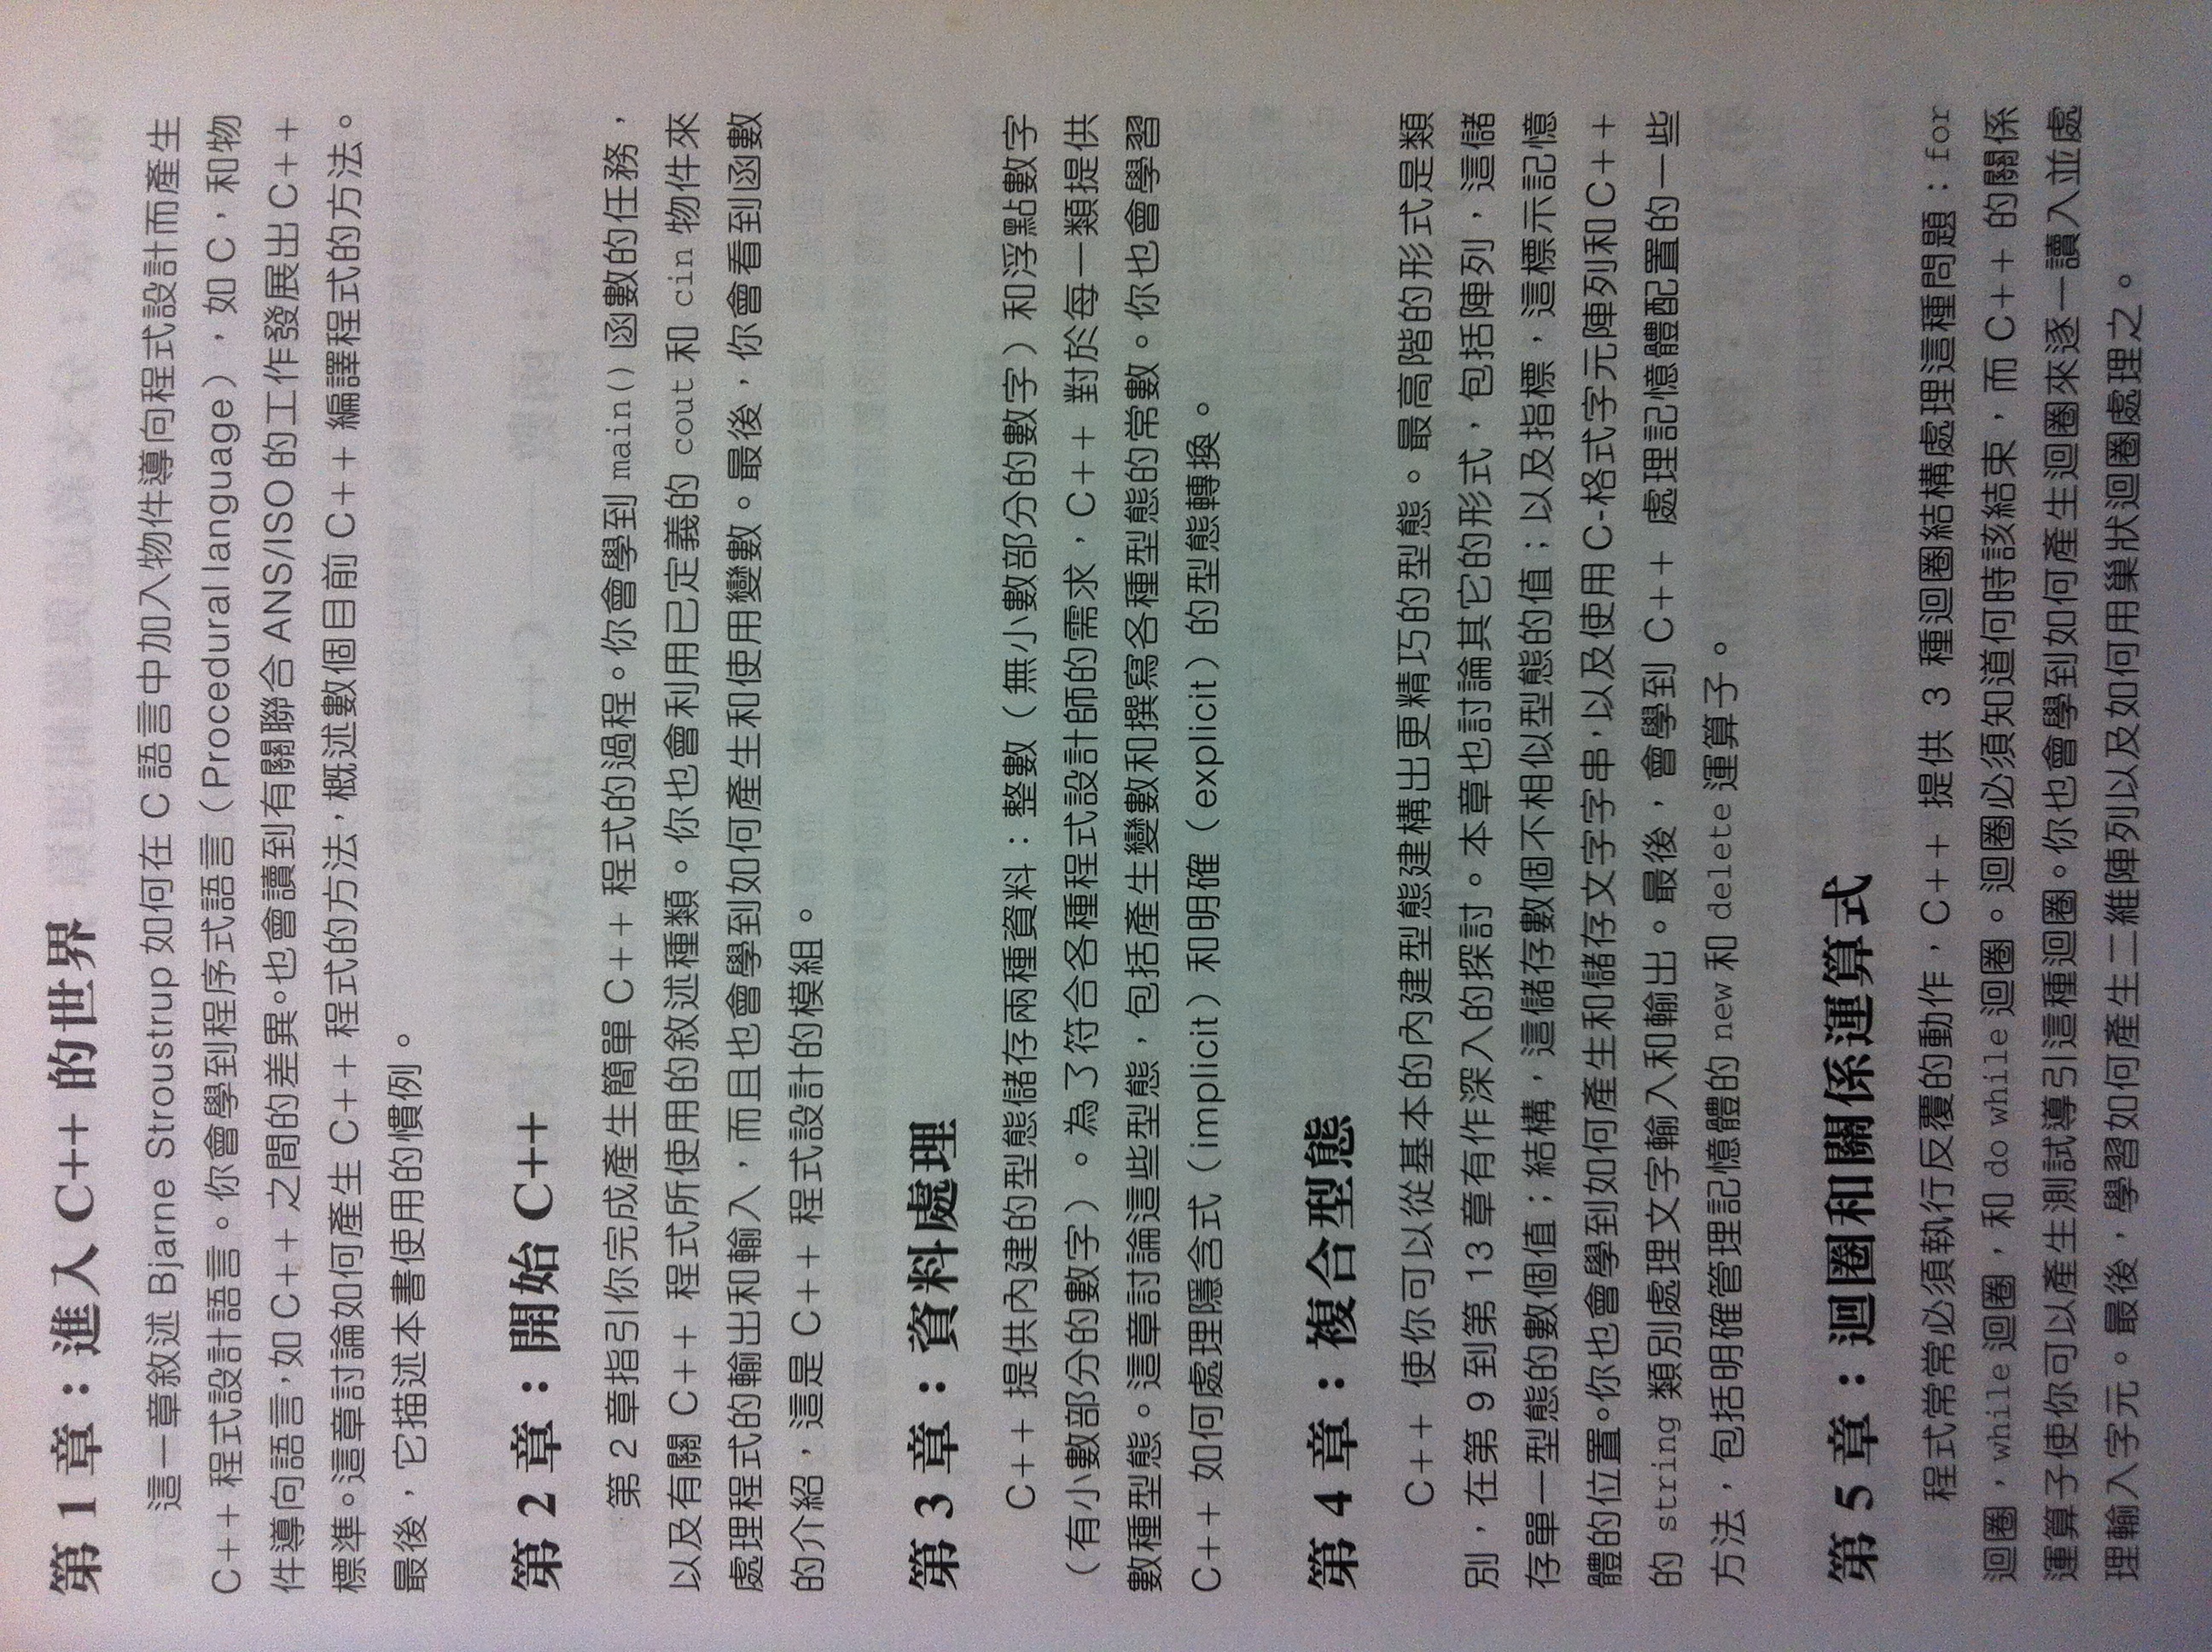 第 1 章：進入 C++ 的世界
這一章敘述 Bjarne Stroustrup 如何在 C 語言中加入物件導向程式設計而產生
C++ 程式設計語言。你會學到程序式語言（Procedural language），如 C，和物
件導向語言，如 C++ 之間的差異。也會讀到有關聯合 ANS/ISO 的工作發展出 C++
標準。這章討論如何產生 C++ 程式的方法，概述數個目前 C++ 編譯程式的方法。
最後，它描述本書使用的慣例。
第 2 章：開始 C++
第 2 章指引你完成產生簡單 C++ 程式的過程。你會學到 main() 函數的任務，
以及有關 C++ 程式所使用的敘述種類。你也會利用已定義的 cout 和 cin 物件來
處理程式的輸出和輸入，而且也會學到如何產生和使用變數。最後，你會看到函數
的介紹，這是 C++ 程式設計的模組。
第 3 章：資料處理
C++ 提供內建的型態儲存兩種資料：整數（無小數部分的數字）和浮點數字
（有小數部分的數字）。為了符合各種程式設計師的需求，C++ 對於每一類提供
數種型態。這章討論這些型態，包括產生變數和撰寫各種型態的常數。你也會學習
C++ 如何處理隱含式（implicit）和明確（explicit）的型態轉換。
第 4 章：複合型態
C++ 使你可以從基本的內建型態建構出更精巧的型態。最高階的形式是類
別，在第 9 到第 13 章有作深入的探討。本章也討論其它的形式，包括陣列，這儲
存單一型態的數個值；結構，這儲存數個不相似型態的值；以及指標，這標示記憶
體的位置。你也會學到如何產生和儲存文字字串，以及使用 C-格式字元陣列和 C++
的 string 類別處理文字輸入和輸出。最後，會學到 C++ 處理記憶體配置的一些
方法，包括明確管理記憶體的 new 和 delete 運算子。
第 5 章：迴圈和關係運算式
程式常常必須執行反覆的動作，C++ 提供 3 種迴圈結構處理這種問題：for
迴圈，while 迴圈，和 do while 迴圈。迴圈必須知道何時該結束，而 C++ 的關係
運算子使你可以產生測試導引這種迴圈。你也會學到如何產生迴圈來逐一讀入並處
理輸入字元。最後，學習如何產生二維陣列以及如何用巢狀迴圈處理之。